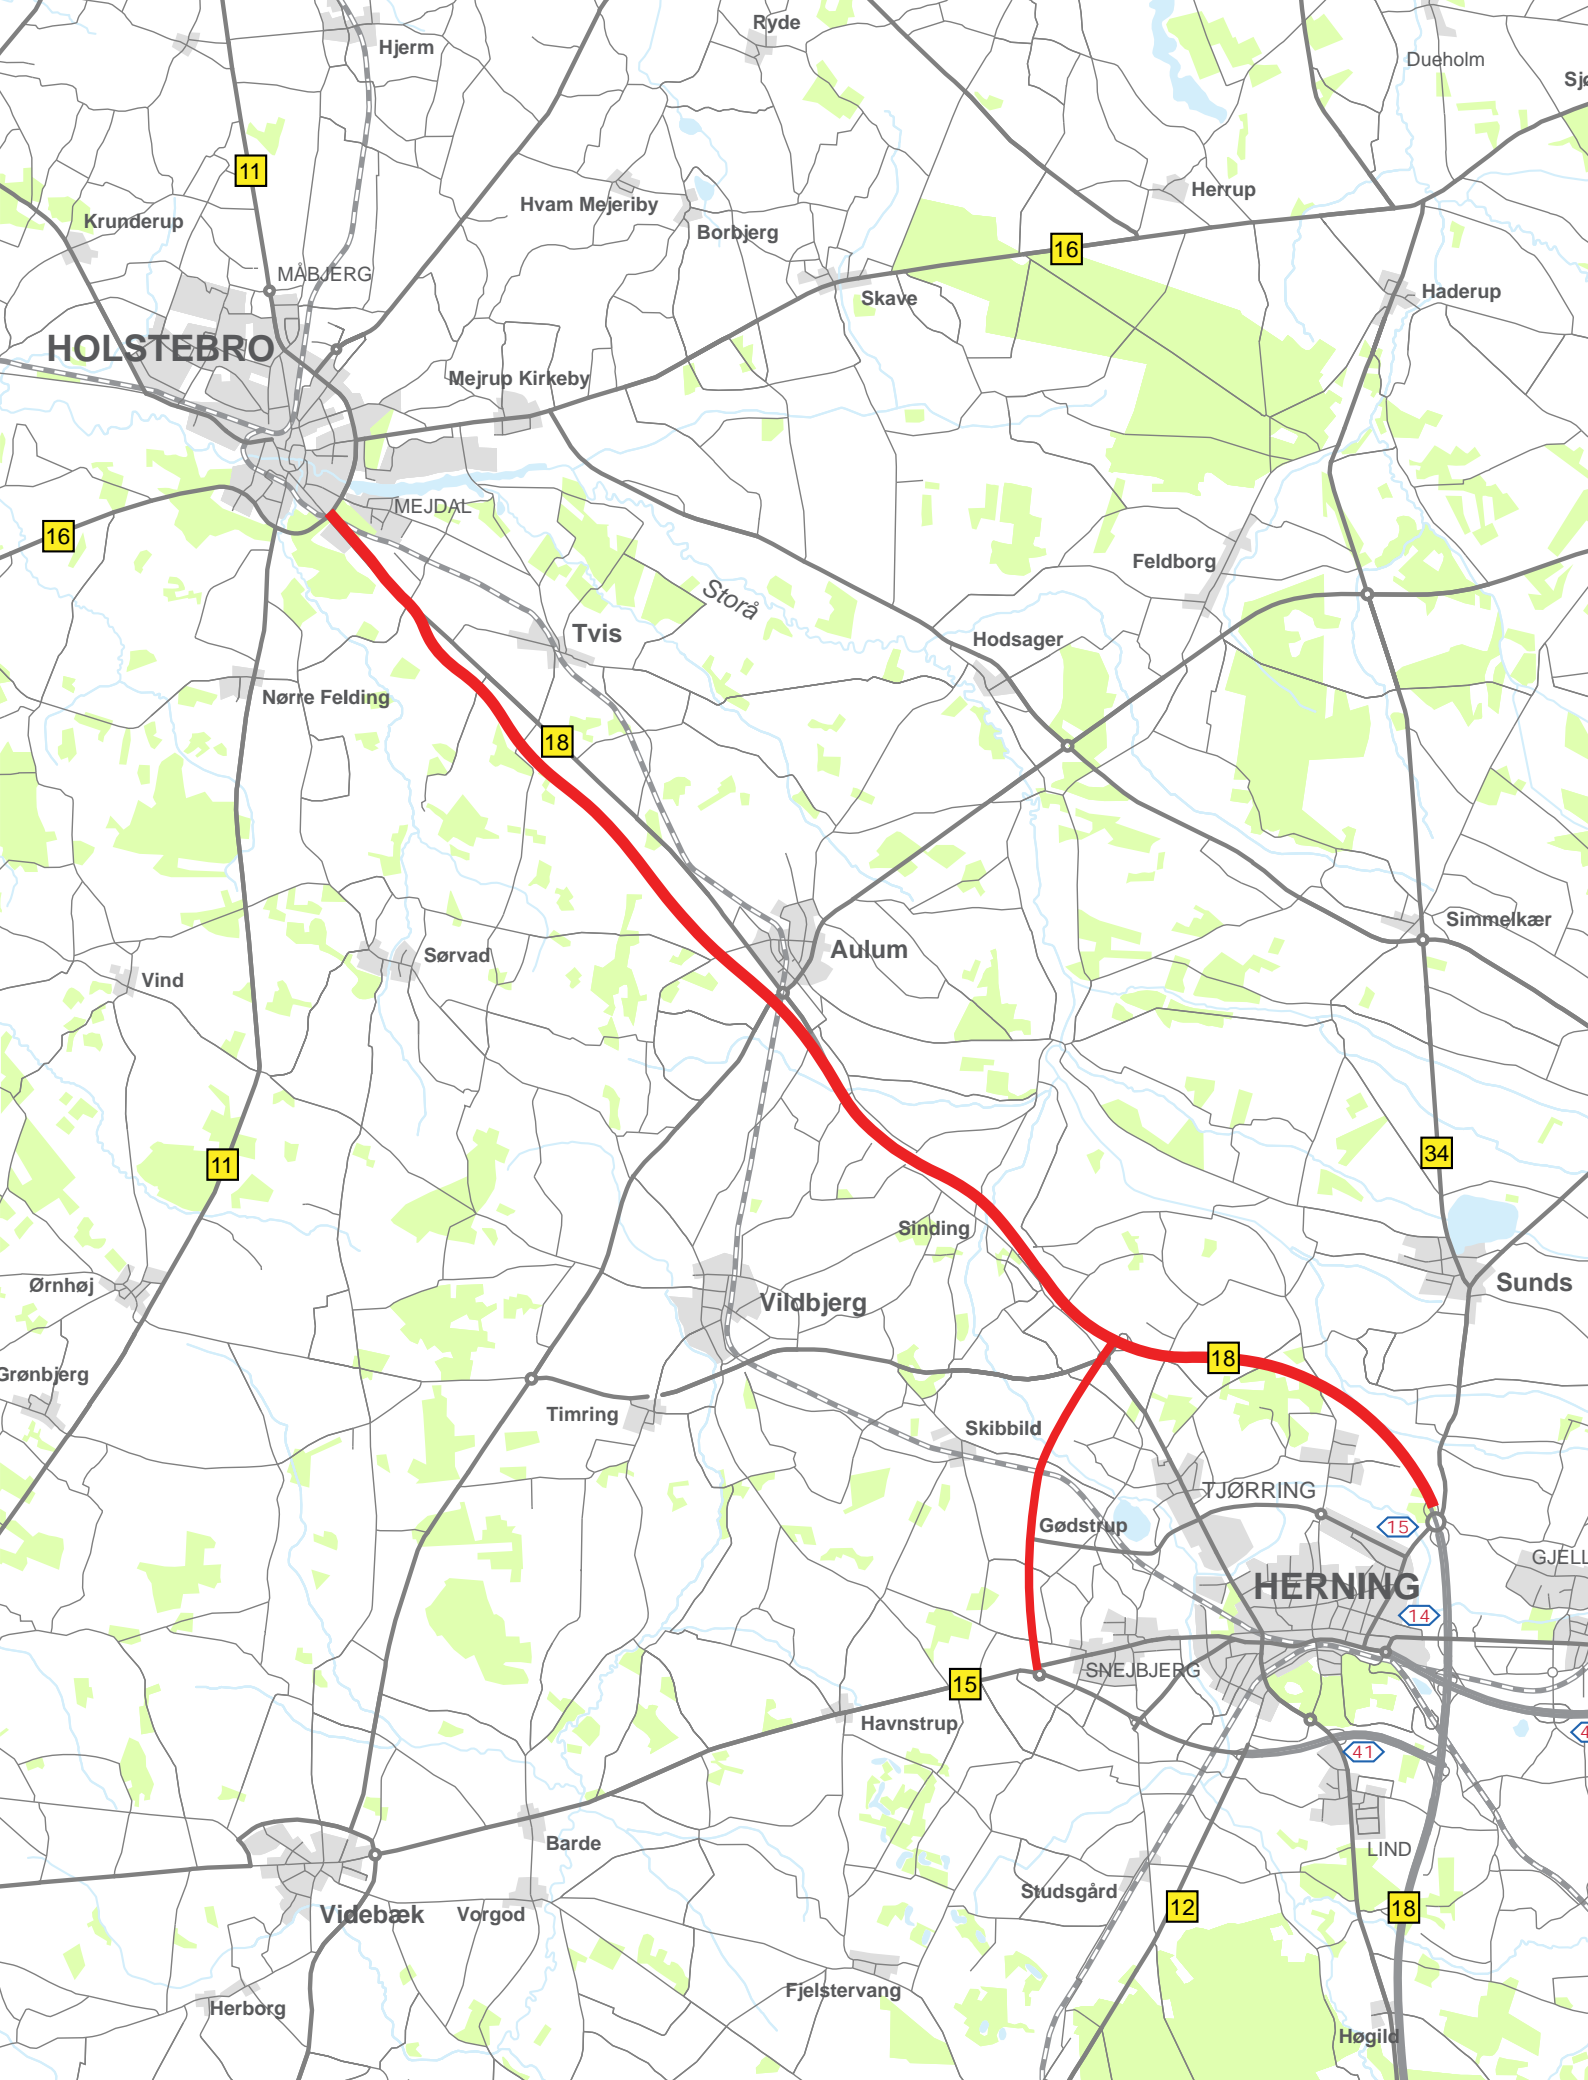 Ryde
Hjerm
Dueholm
Sjø
11
Herrup
Hvam Mejeriby
Krunderup
Borbjerg
16
MÅBJERG
Skave
Haderup
HOLSTEBRO
Mejrup Kirkeby
MEJDAL
16
Feldborg
Storå
Tvis
Hodsager
Nørre Felding
18
Simmelkær
Aulum
Sørvad
Vind
34
11
Sinding
Sunds
Ørnhøj
Vildbjerg
18
Grønbjerg
Timring
Skibbild
TJØRRING
Gødstrup
15
GJELL
HERNING
14
SNEJBJERG
15
Havnstrup
4
41
Barde
LIND
Studsgård
12
18
Videbæk
Vorgod
Fjelstervang
Herborg
Høgild